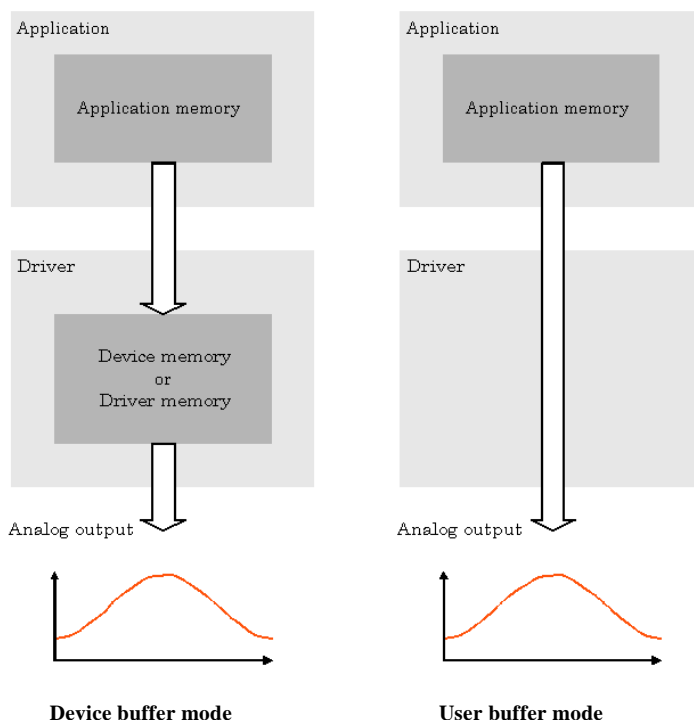 Application
Application memory
Driver
Device memory
or
Driver memory
Analog output
Device buffer mode
Application
Application memory
Driver
Analog output
User buffer mode